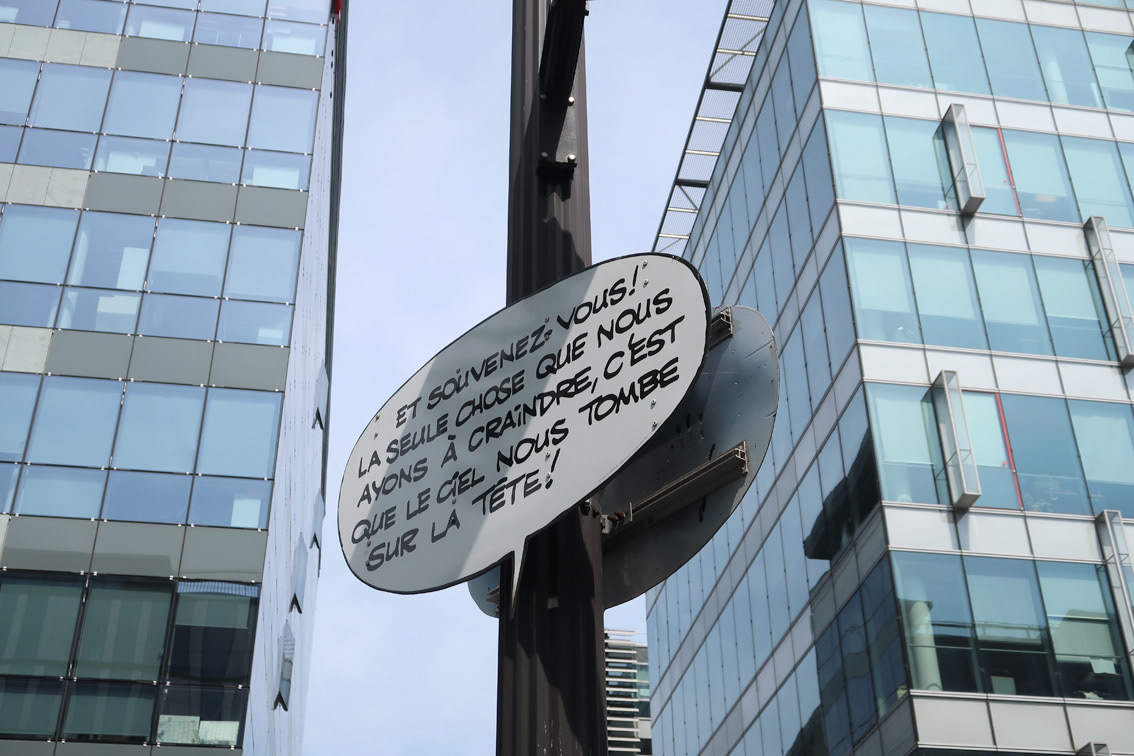 ET SOUVENEZ-VOUS!
LA SEULE CHOSE QUE NOUS
AYONS À CRAINDRE, C'EST
QUE LE CIEL NOUS TOMBE
SUR LA TÊTE!